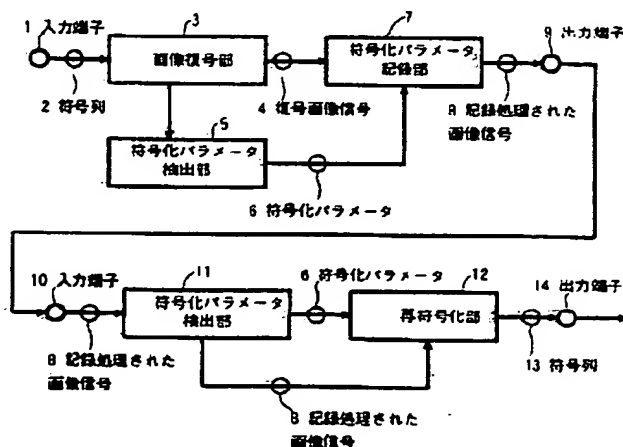 1 入力端子
3
画像復号部
2 符号列
4 復号画像信号
7
符号化パラメータ
記録部
9 出力端子
8 記録処理された
画像信号
5
符号化パラメータ
検出部
6 符号化パラメータ
10 入力端子
11
符号化パラメータ
検出部
6 符号化パラメータ
12
再符号化部
14 出力端子
8 記録処理された
画像信号
13 符号列
8 記録処理された
画像信号